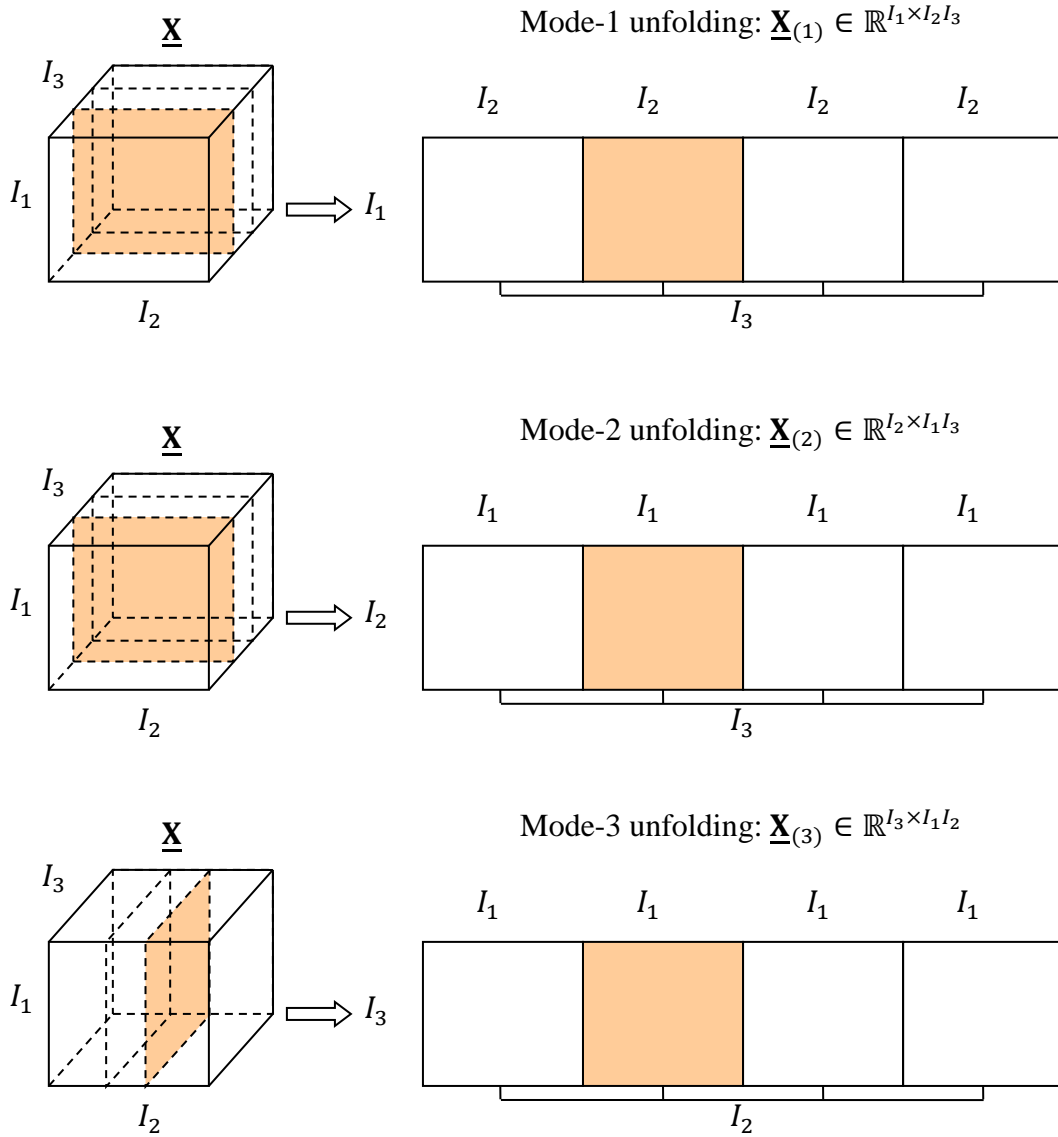 X
Mode-1 unfolding: X₍₁₎ ∈ ℝ^{I₁×I₂I₃}
I₃
I₂ I₂ I₂ I₂
I₁
I₁
I₂
I₃
X
Mode-2 unfolding: X₍₂₎ ∈ ℝ^{I₂×I₁I₃}
I₃
I₁ I₁ I₁ I₁
I₁
I₂
I₂
I₃
X
Mode-3 unfolding: X₍₃₎ ∈ ℝ^{I₃×I₁I₂}
I₃
I₁ I₁ I₁ I₁
I₁
I₃
I₂
I₂